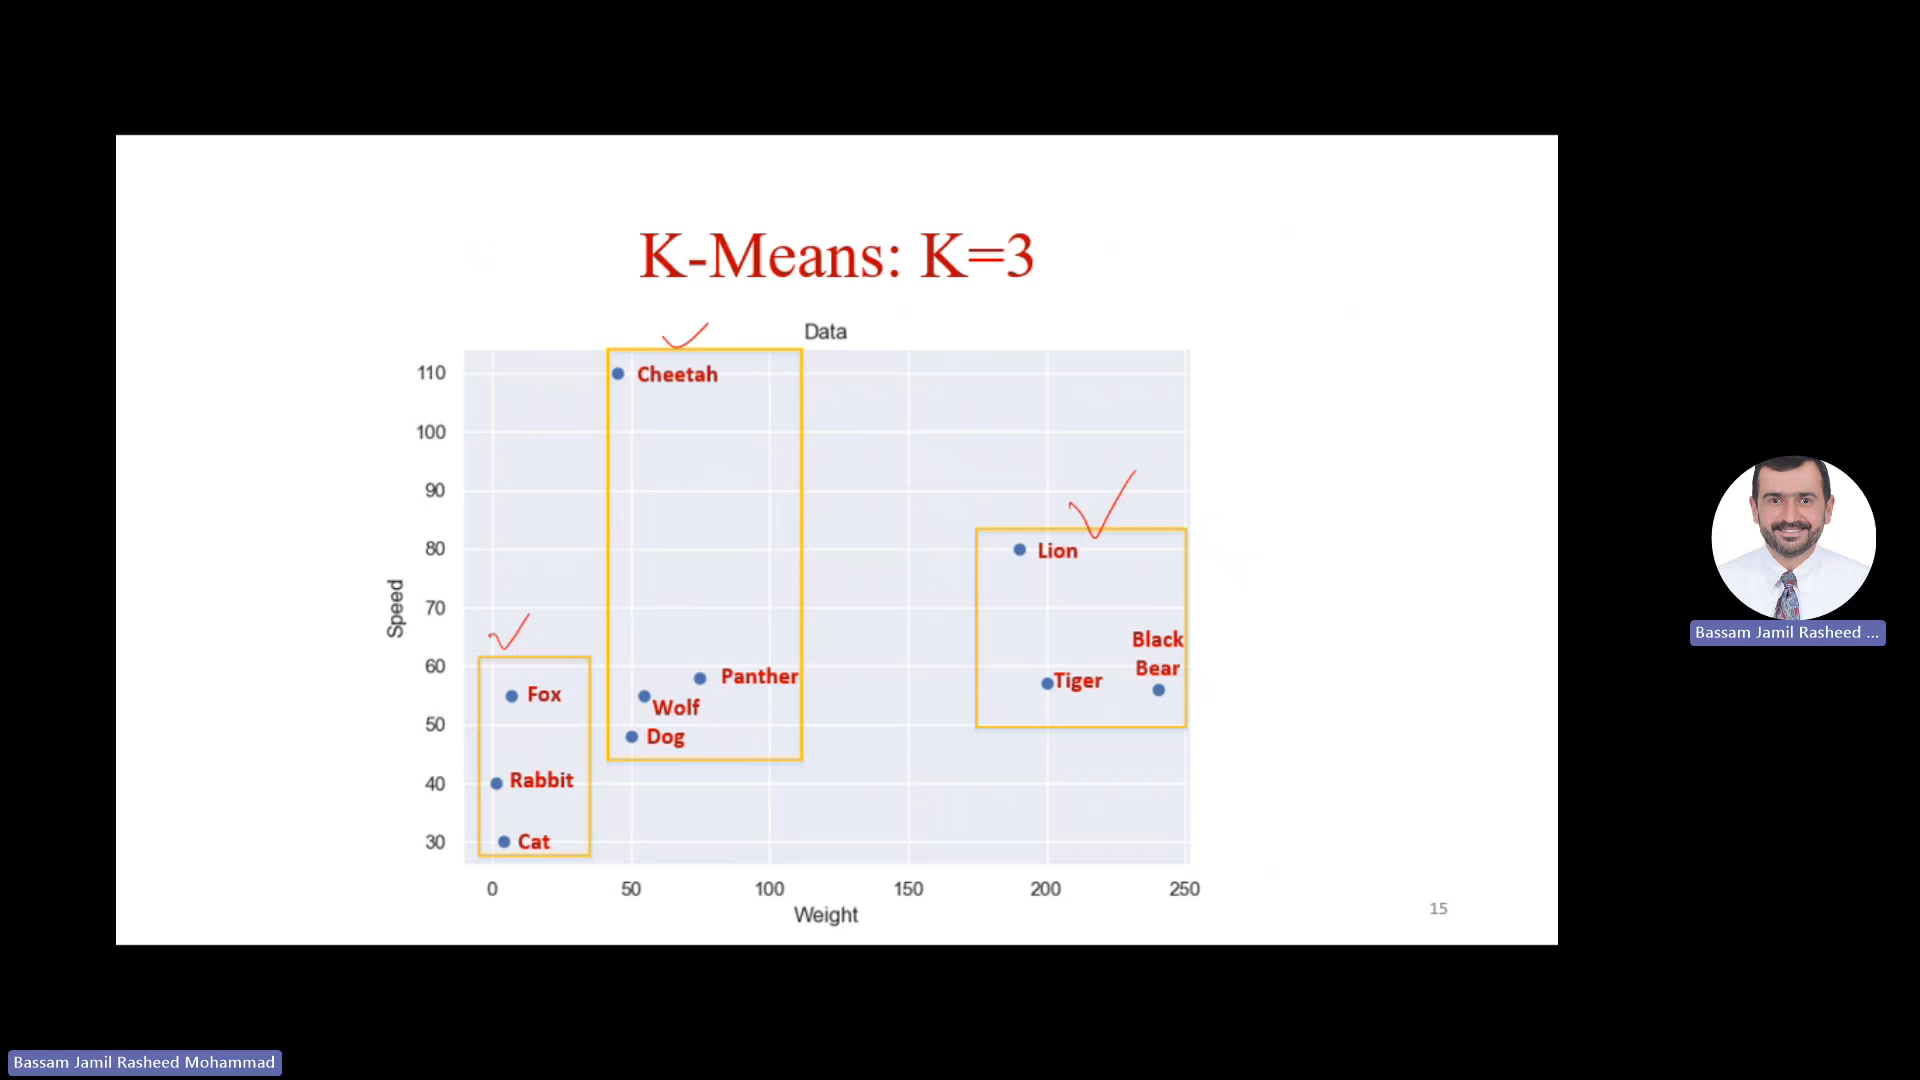 K-Means: K=3
Data
110
100
90
80
70
60
50
40
30
Speed
Cheetah
Lion
Black
Bear
Panther
Tiger
Fox
Wolf
Dog
Rabbit
Cat
0 50 100 150 200 250
Weight
15
Bassam Jamil Rasheed ...
Bassam Jamil Rasheed Mohammad